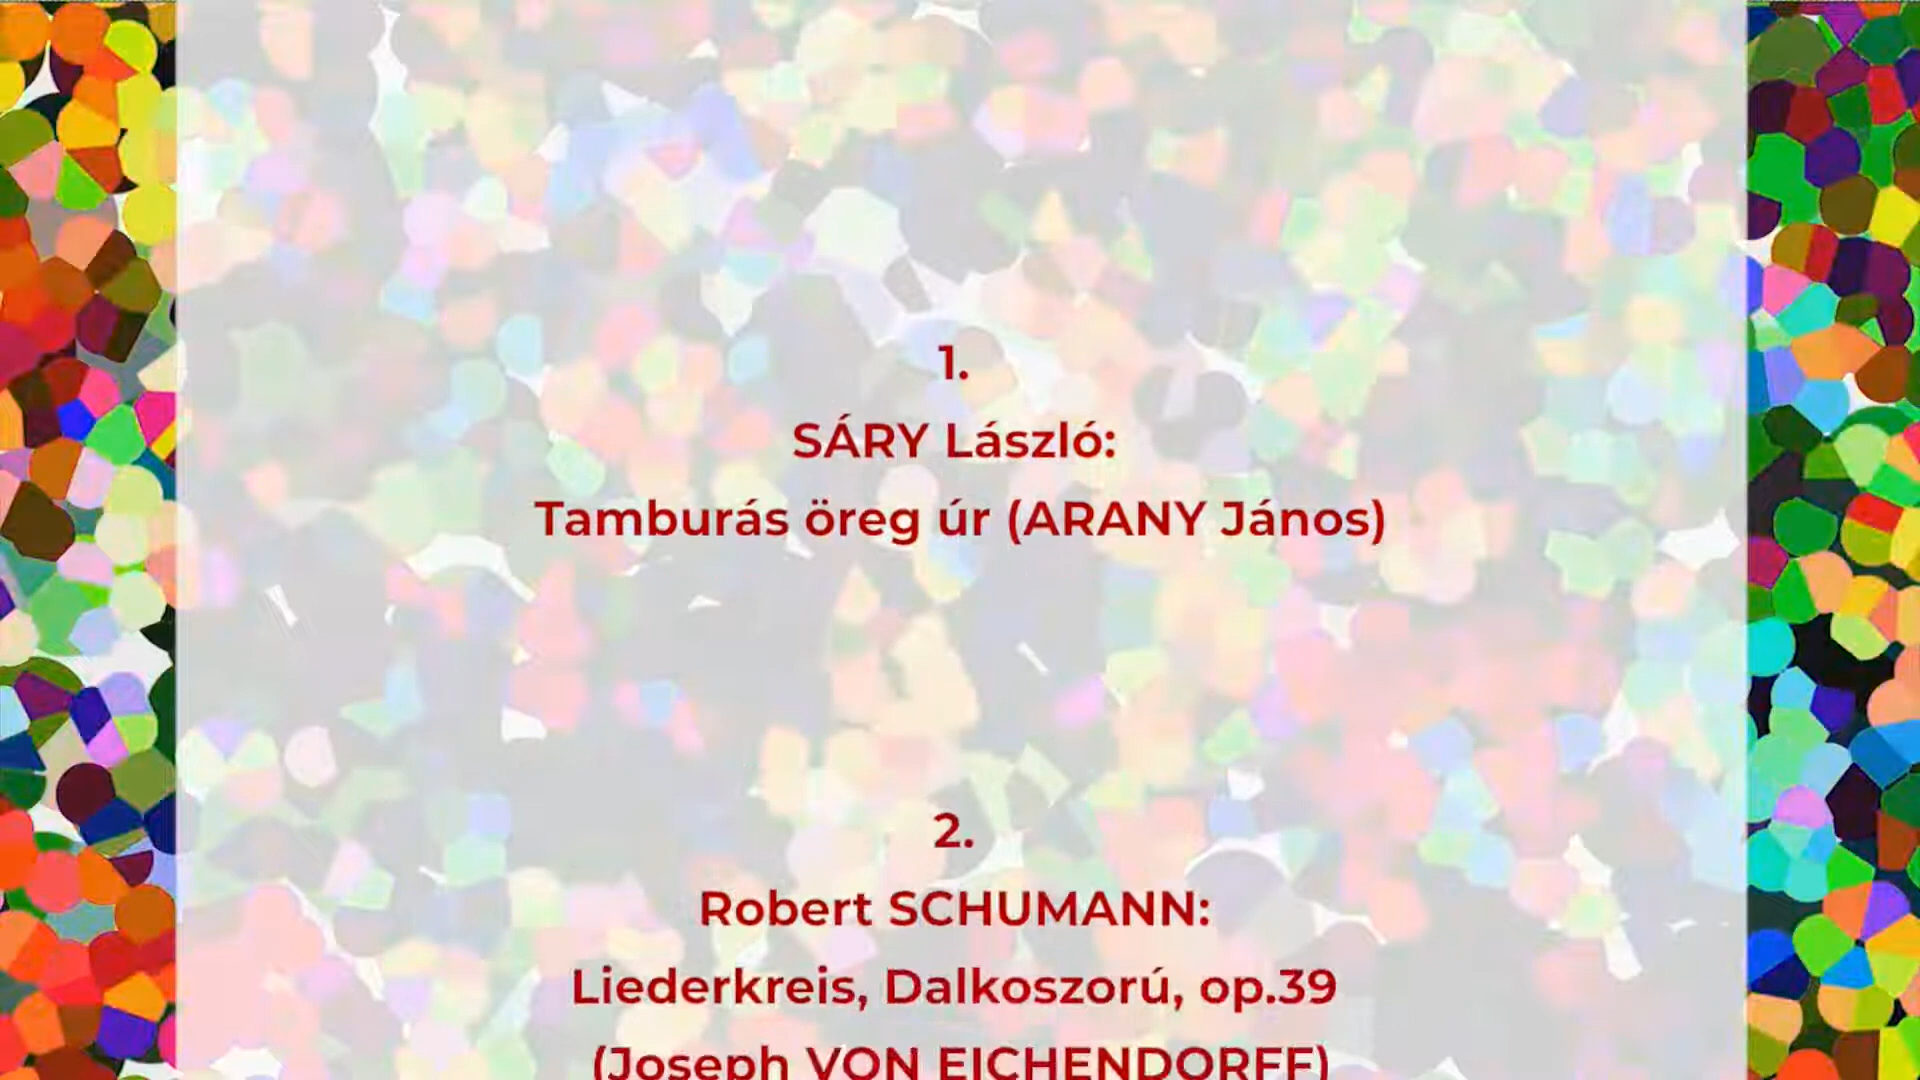 1.
SÁRY László:
Tamburás öreg úr (ARANY János)
2.
Robert SCHUMANN:
Liederkreis, Dalkoszorú, op.39
(Joseph VON EICHENDORFF)